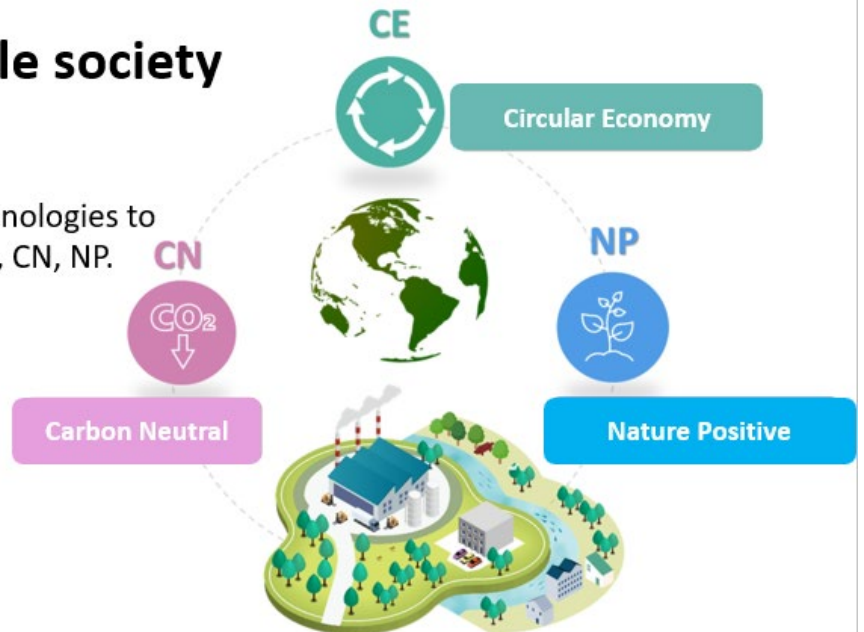 CE
le society
Circular Economy
nologies to
, CN, NP.
CN
NP
CO₂
Carbon Neutral
Nature Positive